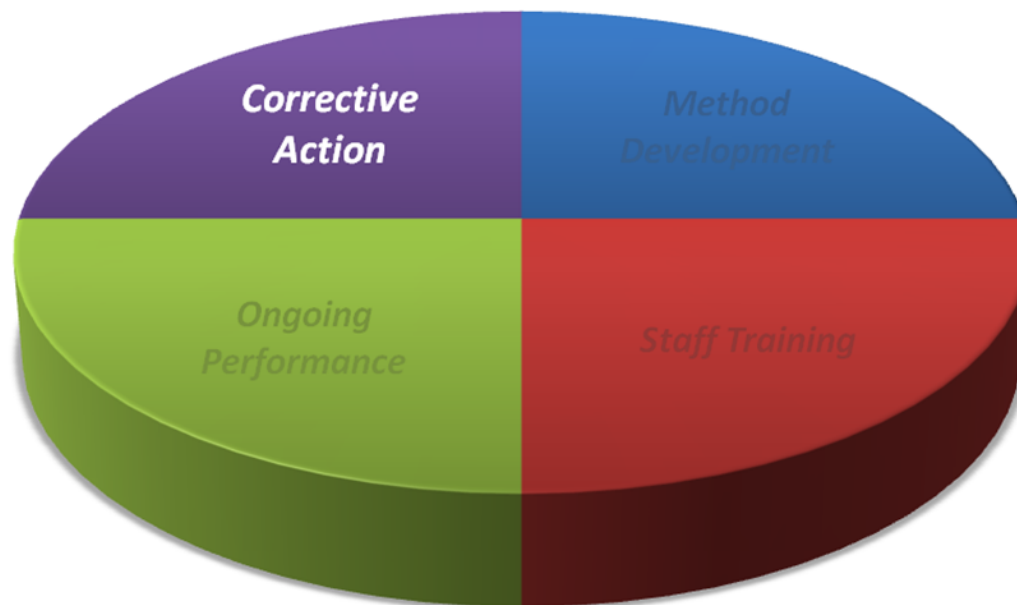 Corrective
Action
Method
Development
Ongoing
Performance
Staff Training